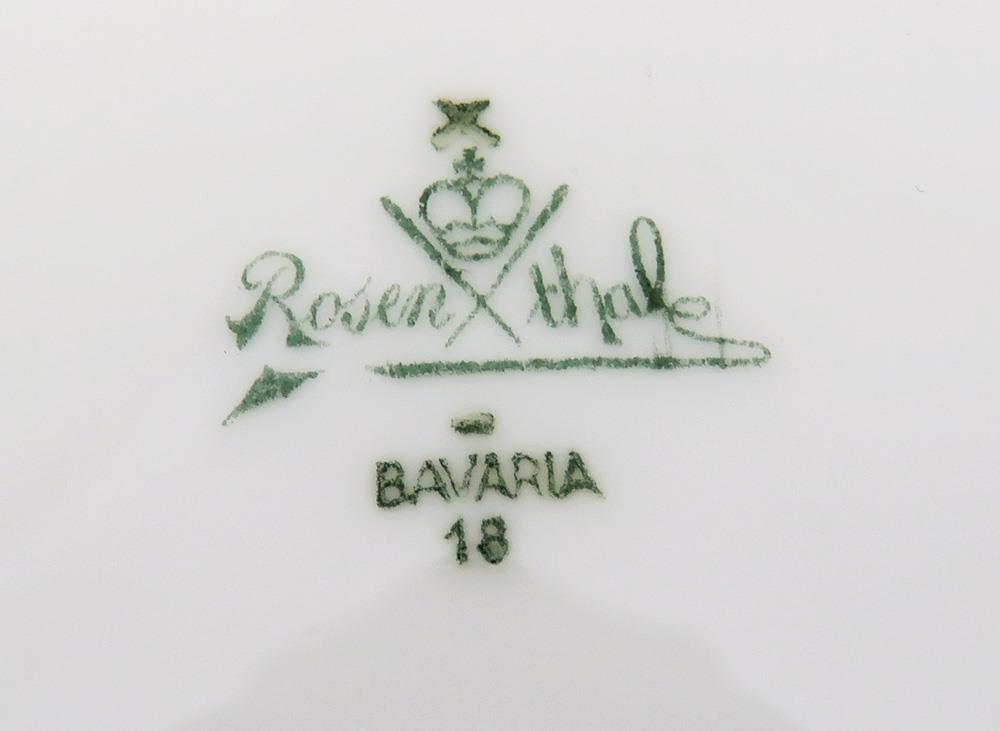 X
Rosenthal
BAVARIA
18